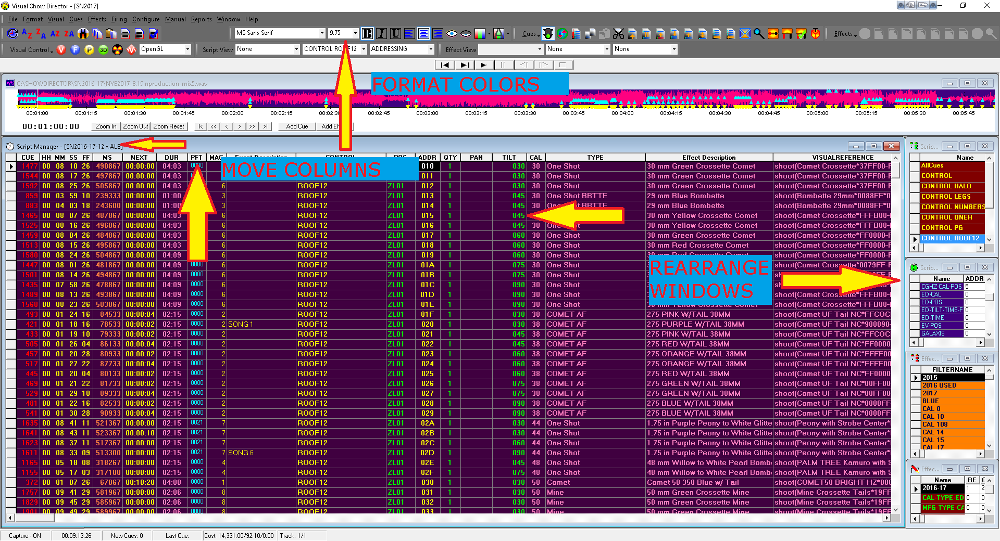 Visual Show Director - [SN2017]
File Format Visual Cues Effects Firing Configure Manual Reports Window Help
MS Sans Serif 9.75 B I U Cues Effects
Visual Control V F P 3D OpenGL Script View None CONTROL ROOF12 ADDRESSING Effect View None None
FORMAT COLORS
C:\SHOWDIRECTOR\SN2016-17\NYE2017-8.19inproduction-mix5.wav
00:01:00 00:01:15 00:01:30 00:01:45 00:02:00 00:02:15 00:02:30 00:02:45 00:03:00 00:03:15 00:03:30 00:03:45 00:04:00 00:04:15 00:04:30 00:04:45 00:05:00 00:05:15 00:05:30 00:05:45
00:01:00:00 Zoom In Zoom Out Zoom Reset |< << < > >> >| Add Cue
Script Manager - [SN2016-17-12 x ALB]
CUE HH MM SS FF MS NEXT DUR PFT MAG Event Description CONTROL POS ADDR QTY PAN TILT CAL TYPE Effect Description VISUALREFERENCE
MOVE COLUMNS
1477 00 08 10 26 490867 00:00:00 04:03 0000 010 1 030 30 One Shot 30 mm Green Crossette Comet shoot(Comet Crossette*37FF00-F
1544 00 08 17 26 497867 00:00:00 04:03 011 1 030 30 One Shot 30 mm Green Crossette Comet shoot(Comet Crossette*37FF00-F
1592 00 08 25 26 505867 00:00:00 04:03 6 ROOF12 ZL01 012 1 030 30 One Shot 30 mm Green Crossette Comet shoot(Comet Crossette*37FF00-F
859 00 03 59 10 239333 00:00:00 01:00 3 ROOF12 ZL01 013 1 045 30 One Shot BBTTE 29 mm Blue Bombette shoot(Bombette 29mm*0088FF*0
883 00 04 03 18 243600 00:00:00 01:00 3 ROOF12 ZL01 014 1 045 30 One Shot BBTTE 29 mm Blue Bombette shoot(Bombette 29mm*0088FF*0
1465 00 08 07 26 487867 00:00:00 04:03 6 ROOF12 ZL01 015 1 045 30 mm Yellow Crossette Comet shoot(Comet Crossette*FFFB00-F
1525 00 08 16 26 496867 00:00:00 04:03 6 ROOF12 ZL01 016 1 045 30 One Shot 30 mm Yellow Crossette Comet shoot(Comet Crossette*FFFB00-F
1459 00 08 04 26 484867 00:00:00 04:03 6 ROOF12 ZL01 017 1 060 30 One Shot 30 mm Green Crossette Comet shoot(Comet Crossette*FF0000-F
1513 00 08 15 26 495867 00:00:00 04:03 6 ROOF12 ZL01 018 1 060 30 One Shot 30 mm Red Crossette Comet shoot(Comet Crossette*FF0000-F
1580 00 08 24 26 504867 00:00:00 04:09 6 ROOF12 ZL01 019 1 060 30 One Shot 30 mm Red Crossette Comet shoot(Comet Crossette*FF0000-F
1447 00 08 01 26 481867 00:00:00 04:09 0000 6 ROOF12 ZL01 01A 1 075 30 One Shot Crossette*0079FF-F
1501 00 08 14 26 494867 00:00:00 04:09 0000 6 ROOF12 ZL01 01B 1 075 30 One Shot
1435 00 07 58 26 478867 00:00:00 04:09 0000 6 ROOF12 ZL01 01C 1 090 30 One Shot
1489 00 08 13 26 493867 00:00:00 04:09 0000 6 ROOF12 ZL01 01D 1 090 30 One Shot Crossette*FFFB00-F
1568 00 08 23 26 503867 00:00:00 04:09 0000 6 ROOF12 ZL01 01E 1 090 30 One Shot 30 mm Yellow Crossette Comet shoot(Comet Crossette*FFFB00-F
REARRANGE
WINDOWS
493 00 01 24 16 84533 00:00:04 02:15 0000 2 ROOF12 ZL01 01F 1 030 38 COMET AF 275 PINK W/TAIL 38MM shoot(Comet UF Tail NC*FFC0C
421 00 01 18 16 78533 00:00:02 02:15 0000 2 SONG 1 ROOF12 ZL01 020 1 030 38 COMET AF 275 PURPLE W/TAIL 38MM shoot(Comet UF Tail NC*900090-
433 00 01 19 10 79333 00:00:02 02:15 0000 2 ROOF12 ZL01 021 1 045 38 COMET AF 275 PINK W/TAIL 38MM shoot(Comet UF Tail NC*FFC0C
505 00 01 26 04 86133 00:00:04 02:15 0000 2 ROOF12 ZL01 022 1 045 38 COMET AF 275 RED W/TAIL 38MM shoot(Comet UF Tail NC*FF0000-
457 00 01 20 28 80933 00:00:02 02:15 0000 2 ROOF12 ZL01 023 1 060 38 COMET AF 275 ORANGE W/TAIL 38MM shoot(Comet UF Tail NC*FFFF00
517 00 01 27 22 87733 00:00:04 02:15 0000 2 ROOF12 ZL01 024 1 060 38 COMET AF 275 ORANGE W/TAIL 38MM shoot(Comet UF Tail NC*FFFF00
445 00 01 20 04 80133 00:00:02 02:15 0000 2 ROOF12 ZL01 025 1 060 38 COMET AF 275 RED W/TAIL 38MM shoot(Comet UF Tail NC*FF0000-
469 00 01 21 22 81733 00:00:02 02:15 0000 2 ROOF12 ZL01 026 1 075 38 COMET AF 275 GREEN W/TAIL 38MM shoot(Comet UF Tail NC*00FF00-
529 00 01 29 10 89333 00:00:04 02:15 0000 2 ROOF12 ZL01 027 1 075 38 COMET AF 275 GREEN W/TAIL 38MM shoot(Comet UF Tail NC*00FF00
481 00 01 22 16 82533 00:00:02 02:15 0000 2 ROOF12 ZL01 028 1 090 38 COMET AF 275 BLUE W/TAIL 38MM shoot(Comet UF Tail NC*0000FF-
541 00 01 30 28 90933 00:00:04 02:15 0000 2 ROOF12 ZL01 029 1 090 38 COMET AF 275 BLUE W/TAIL 38MM shoot(Comet UF Tail NC*0000FF-
1635 00 08 41 11 521367 00:00:00 02:15 0021 7 ROOF12 ZL01 02A 1 030 44 One Shot 1.75 in Purple Peony to White Glitte shoot(Peony with Strobe Center*
1641 00 08 43 11 523367 00:00:10 02:15 0021 7 ROOF12 ZL01 02B 1 030 44 One Shot 1.75 in Purple Peony to White Glitte shoot(Peony with Strobe Center*
1623 00 08 37 11 517367 00:00:00 02:15 0021 7 ROOF12 ZL01 02C 1 060 44 One Shot 1.75 in Purple Peony to White Glitte shoot(Peony with Strobe Center*
1611 00 08 33 09 513300 00:00:00 02:15 0021 7 SONG 6 ROOF12 ZL01 02D 1 090 44 One Shot 1.75 in Purple Peony to White Glitte shoot(Peony with Strobe Center*
1165 00 05 18 08 318267 00:00:00 02:15 0000 4 ROOF12 ZL01 02E 1 045 48 One Shot 48 mm Willow to White Pearl Bomb shoot(PALM TREE Kamuro with S
1155 00 05 17 03 317100 00:00:00 02:15 0000 4 ROOF12 ZL01 02F 1 075 48 One Shot 48 mm Willow to White Pearl Bomb shoot(PALM TREE Kamuro with S
372 00 01 07 26 67867 00:10:20 04:00 0000 1 ROOF12 ZL01 030 1 030 50 Comet Comet 50 350 Blue w/ Tail shoot(COMET50 BRIGHT HZ*000
1757 00 09 41 29 581967 00:00:00 02:06 0000 8 ROOF12 ZL01 031 1 030 50 Mine 50 mm Green Crossette Mine shoot(Mine Crossette Tails*19FF
1829 00 09 45 29 585967 00:00:00 02:06 0000 8 ROOF12 ZL01 032 1 030 50 Mine 50 mm Green Crossette Mine shoot(Mine Crossette Tails*19FF
1901 00 09 49 29 589967 00:00:00 02:06 0000 8 ROOF12 ZL01 033 1 030 50 Mine 50 mm Green Crossette Mine shoot(Mine Crossette Tails*19FF
Scrip...
Name
AllCues
CONTROL
CONTROL HALO
CONTROL LEGS
CONTROL NUMBERS
CONTROL ONEH
CONTROL PG
CONTROL ROOF12
Scrip...
Name ADDR
CGHZ-CAL-POS 5
ED-CAL 0
ED-POS 0
ED-TILT-TIME-F 0
ED-TIME 0
EV-POS 0
GALAXIS 0
Effec...
FILTERNAME
2015
2016 USED
2017
BLUE
CAL 0
CAL 10
CAL 108
CAL 14
CAL 15
CAL 17
Effec...
Name RE C
2016-17 1 2
CAL-TYPE-ED 0 0
MFG-TYPE-CA 0 0
Capture - ON 00:09:13:26 New Cues: 0 Last Cue: Cost: 14,331.00/92.10/0.00 Track: 1/1